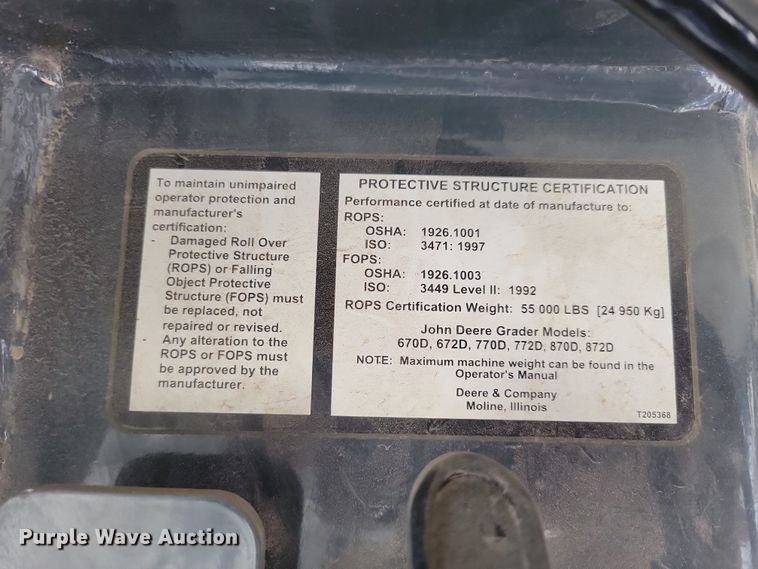 To maintain unimpaired
operator protection and
manufacturer's
certification:
- Damaged Roll Over
Protective Structure
(ROPS) or Falling
Object Protective
Structure (FOPS) must
be replaced, not
repaired or revised.
- Any alteration to the
ROPS or FOPS must
be approved by the
manufacturer.
PROTECTIVE STRUCTURE CERTIFICATION
Performance certified at date of manufacture to:
ROPS:
OSHA: 1926.1001
ISO: 3471: 1997
FOPS:
OSHA: 1926.1003
ISO: 3449 Level II: 1992
ROPS Certification Weight: 55 000 LBS [24 950 Kg]
John Deere Grader Models:
670D, 672D, 770D, 772D, 870D, 872D
NOTE: Maximum machine weight can be found in the
Operator's Manual
Deere & Company
Moline, Illinois
T205368
Purple Wave Auction